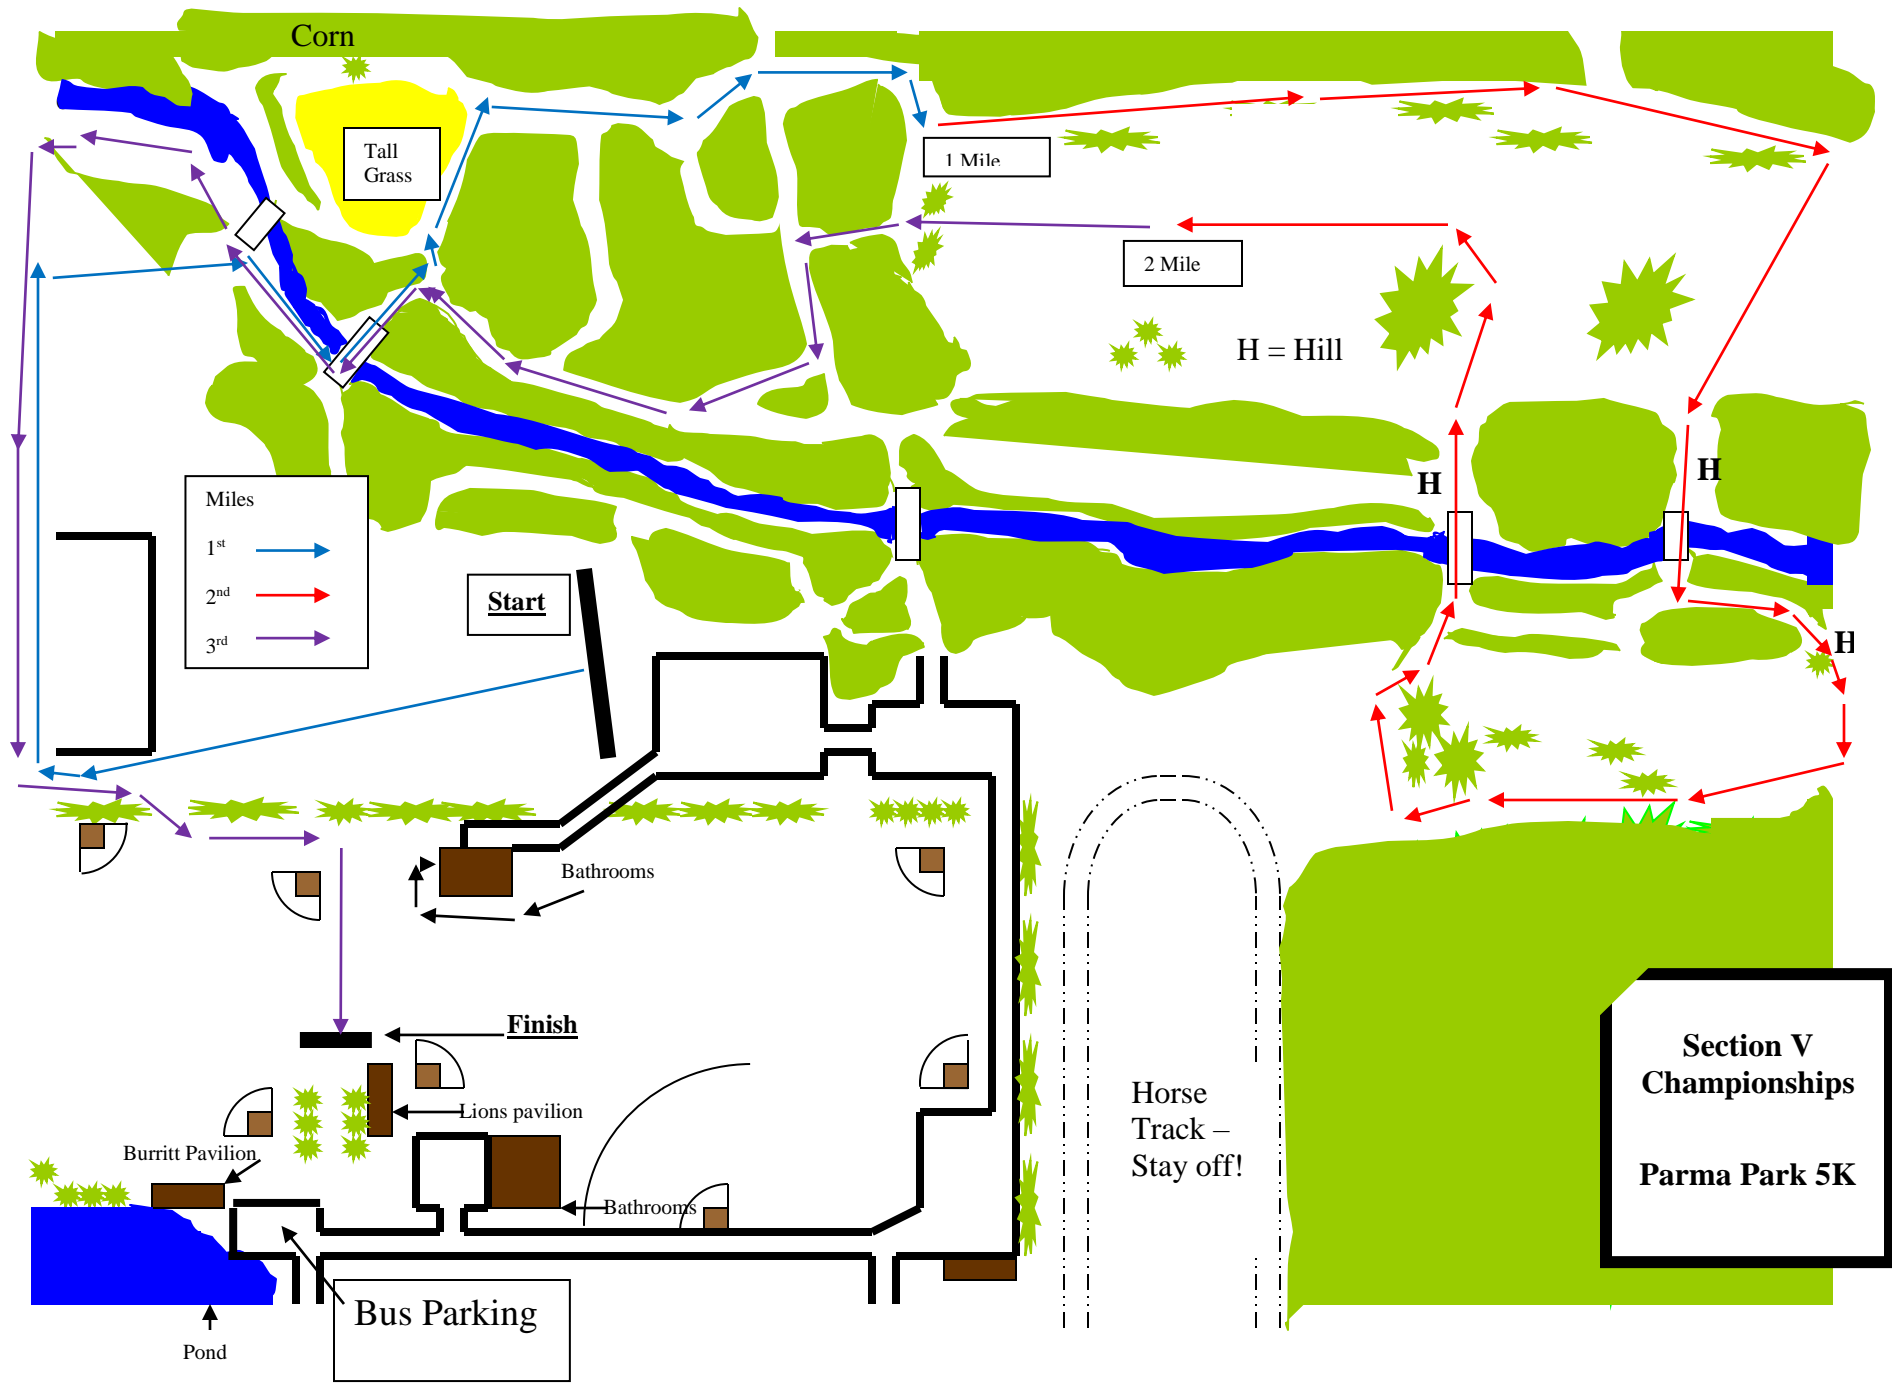 Corn
Tall
Grass
1 Mile
2 Mile
H = Hill
H
H
H
Miles
1st
2nd
3rd
Start
Bathrooms
Finish
Lions pavilion
Burritt Pavilion
Bathrooms
Bus Parking
Pond
Horse
Track –
Stay off!
Section V
Championships
Parma Park 5K